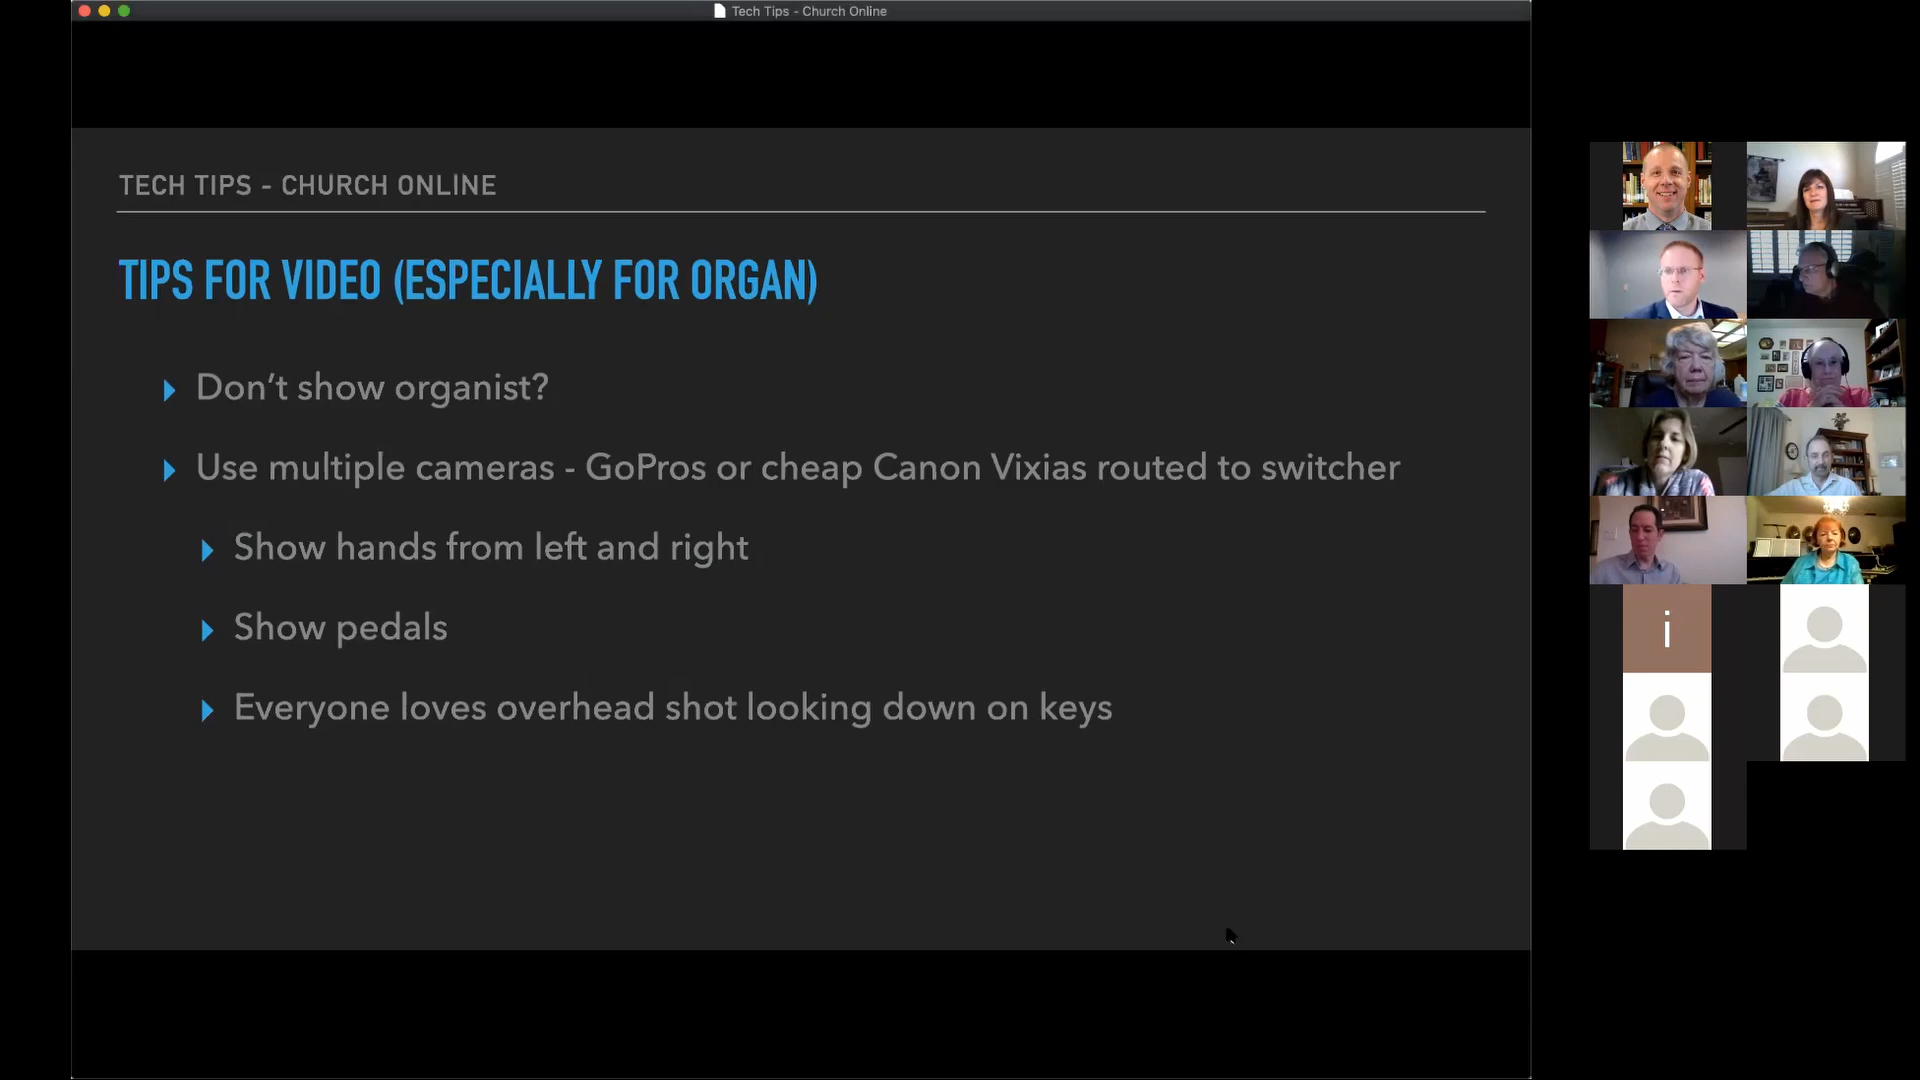 Tech Tips - Church Online
TECH TIPS - CHURCH ONLINE
TIPS FOR VIDEO (ESPECIALLY FOR ORGAN)
Don’t show organist?
Use multiple cameras - GoPros or cheap Canon Vixias routed to switcher
Show hands from left and right
Show pedals
Everyone loves overhead shot looking down on keys
i